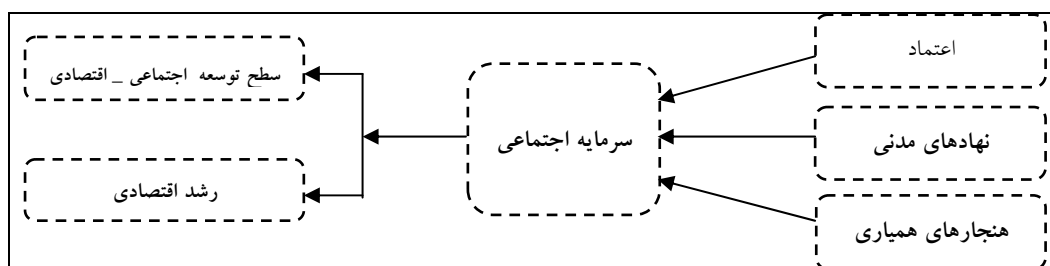 اعتماد
نهادهای مدنی
هنجارهای همیاری
سرمایه اجتماعی
سطح توسعه اجتماعی _ اقتصادی
رشد اقتصادی